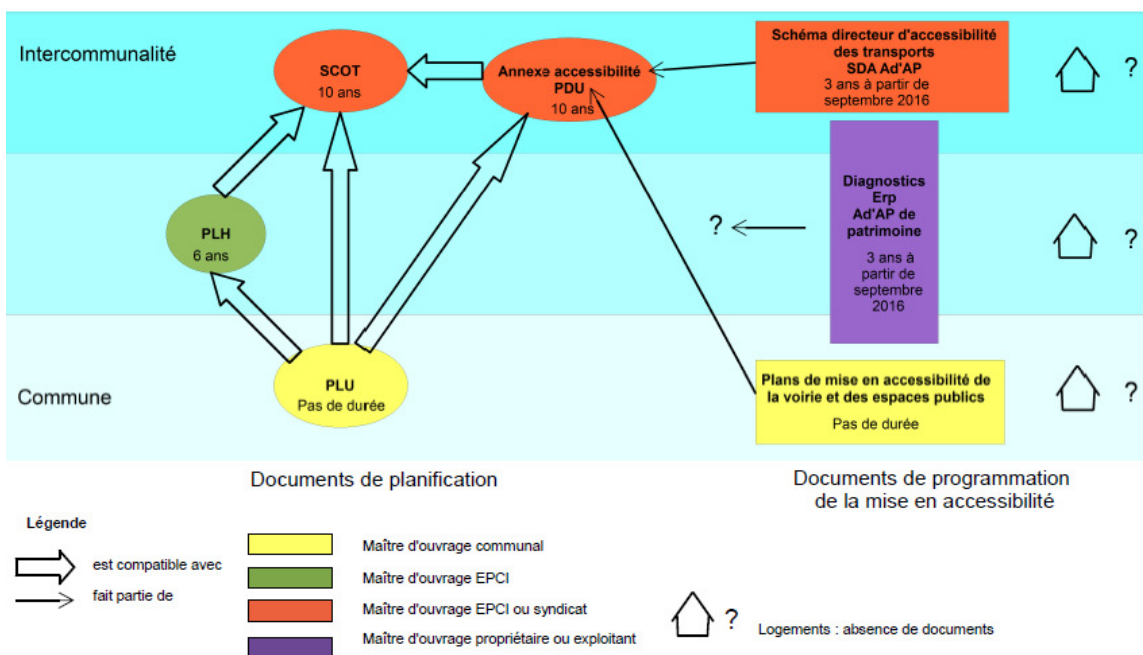 Intercommunalité
SCOT
10 ans
Annexe accessibilité
PDU
10 ans
Schéma directeur d'accessibilité
des transports
SDA Ad'AP
3 ans à partir de
septembre 2016
?
PLH
6 ans
?
Diagnostics
Erp
Ad'AP de
patrimoine
3 ans à
partir de
septembre
2016
?
Commune
PLU
Pas de durée
Plans de mise en accessibilité de
la voirie et des espaces publics
Pas de durée
?
Documents de planification
Documents de programmation
de la mise en accessibilité
Légende
est compatible avec
fait partie de
Maître d'ouvrage communal
Maître d'ouvrage EPCI
Maître d'ouvrage EPCI ou syndicat
Maître d'ouvrage propriétaire ou exploitant
?
Logements : absence de documents